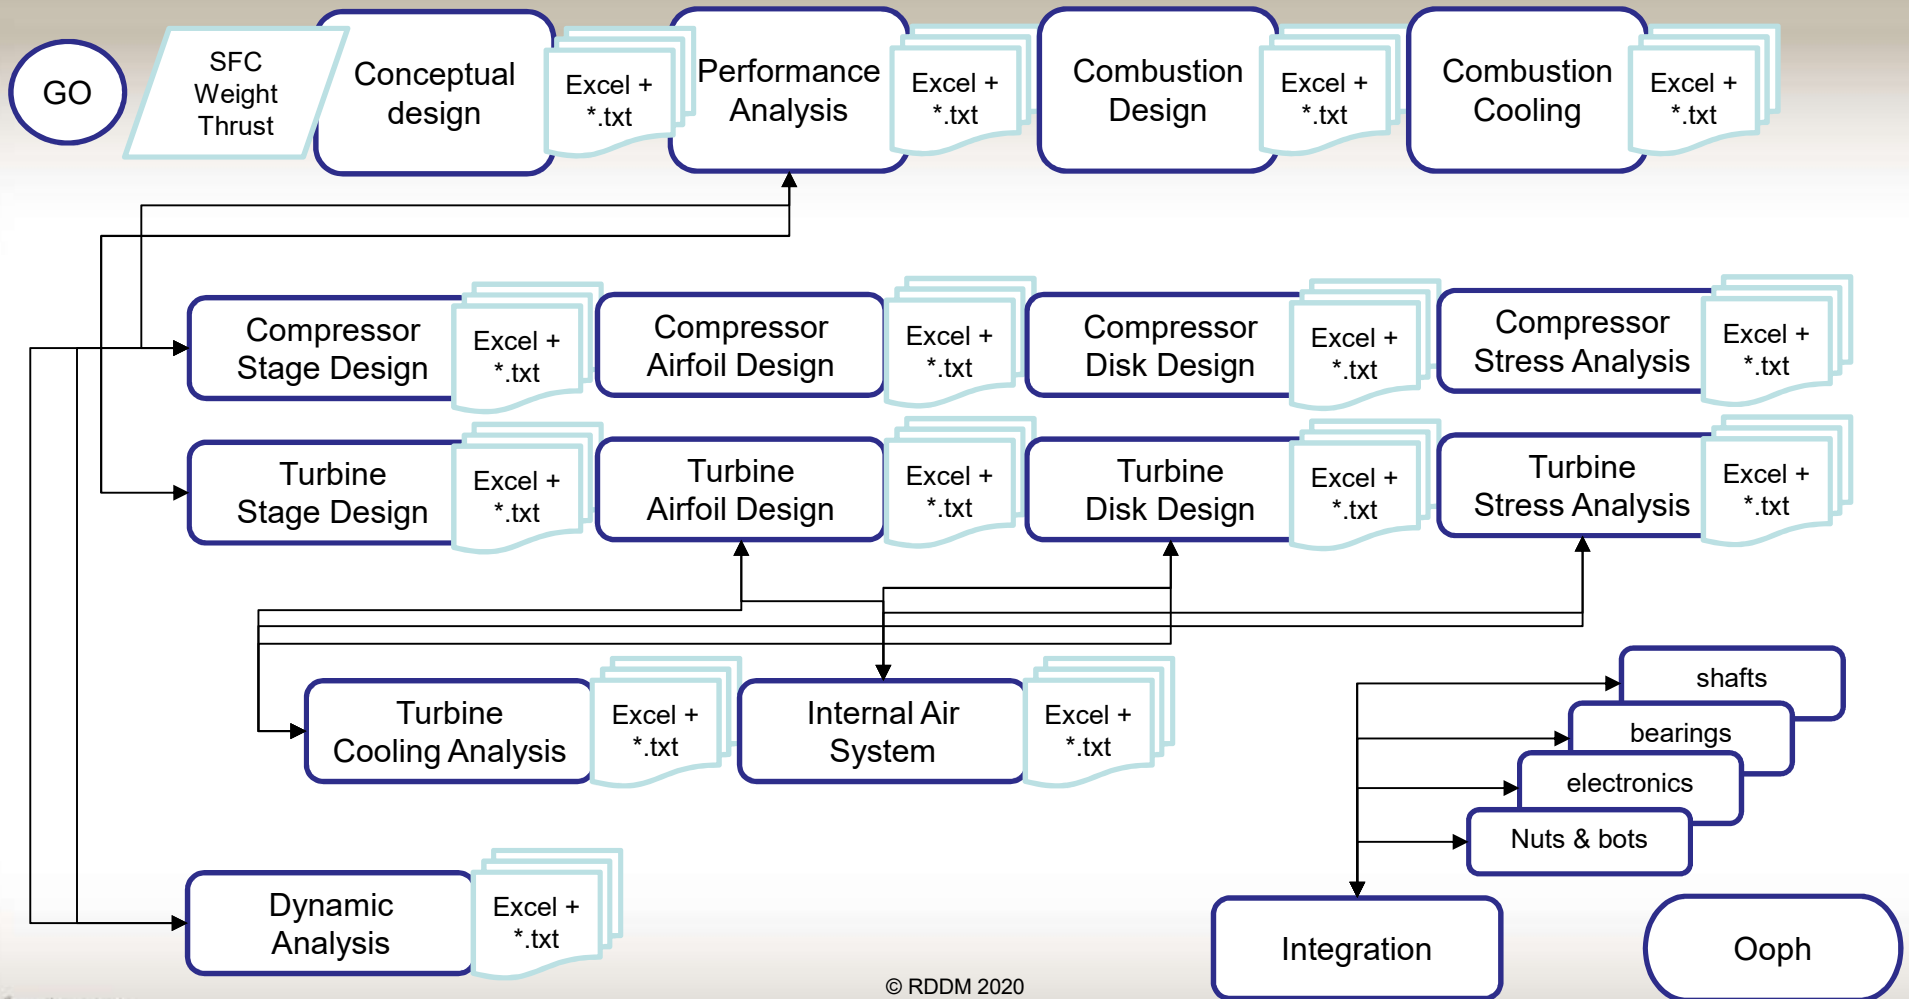 GO
SFC
Weight
Thrust
Conceptual
design
Excel +
*.txt
Performance
Analysis
Excel +
*.txt
Combustion
Design
Excel +
*.txt
Combustion
Cooling
Excel +
*.txt
Compressor
Stage Design
Excel +
*.txt
Compressor
Airfoil Design
Excel +
*.txt
Compressor
Disk Design
Excel +
*.txt
Compressor
Stress Analysis
Excel +
*.txt
Turbine
Stage Design
Excel +
*.txt
Turbine
Airfoil Design
Excel +
*.txt
Turbine
Disk Design
Excel +
*.txt
Turbine
Stress Analysis
Excel +
*.txt
Turbine
Cooling Analysis
Excel +
*.txt
Internal Air
System
Excel +
*.txt
shafts
bearings
electronics
Nuts & bots
Dynamic
Analysis
Excel +
*.txt
Integration
Ooph
© RDDM 2020